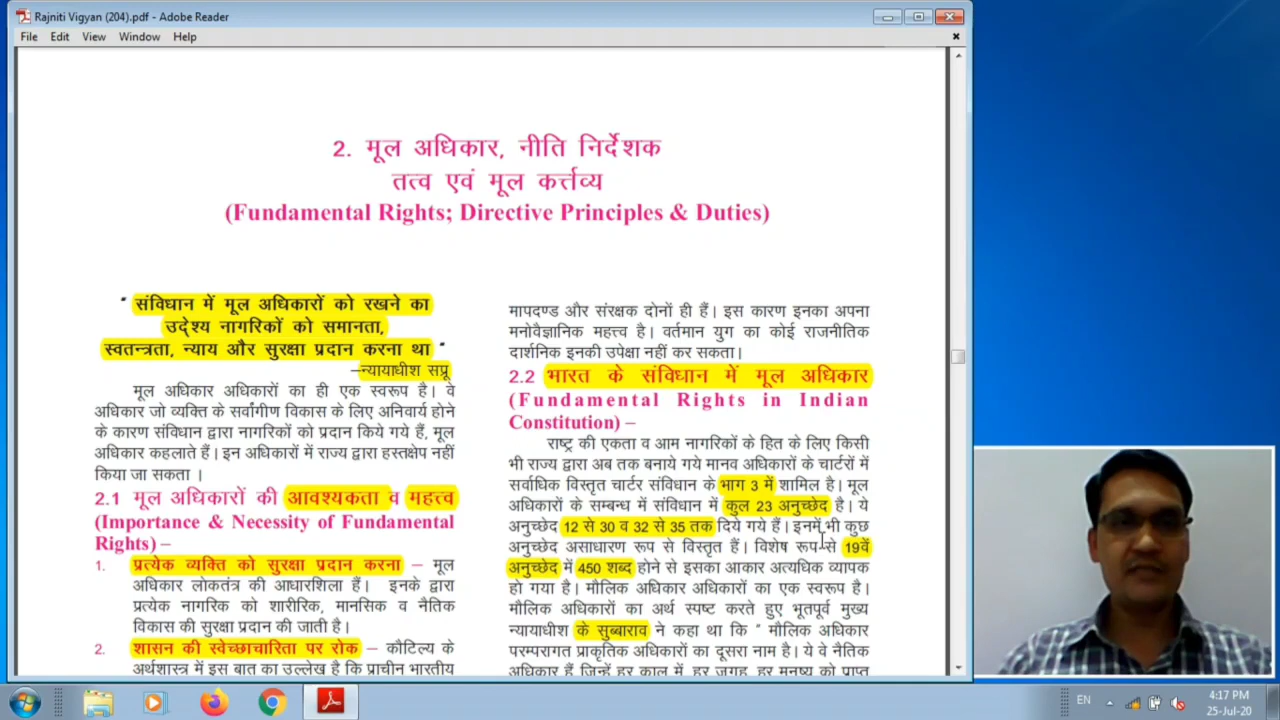 Rajniti Vigyan (204).pdf - Adobe Reader
File Edit View Window Help
2. मूल अधिकार, नीति निर्देशक
तत्व एवं मूल कर्त्तव्य
(Fundamental Rights; Directive Principles & Duties)
" संविधान में मूल अधिकारों को रखने का
उद्देश्य नागरिकों को समानता,
स्वतन्त्रता, न्याय और सुरक्षा प्रदान करना था "
–न्यायाधीश सप्रू
मूल अधिकार अधिकारों का ही एक स्वरूप है। वे
अधिकार जो व्यक्ति के सर्वांगीण विकास के लिए अनिवार्य होने
के कारण संविधान द्वारा नागरिकों को प्रदान किये गये हैं, मूल
अधिकार कहलाते हैं। इन अधिकारों में राज्य द्वारा हस्तक्षेप नहीं
किया जा सकता ।
2.1 मूल अधिकारों की आवश्यकता व महत्त्व
(Importance & Necessity of Fundamental
Rights) –
1. प्रत्येक व्यक्ति को सुरक्षा प्रदान करना – मूल
अधिकार लोकतंत्र की आधारशिला हैं। इनके द्वारा
प्रत्येक नागरिक को शारीरिक, मानसिक व नैतिक
विकास की सुरक्षा प्रदान की जाती है।
2. शासन की स्वेच्छाचारिता पर रोक – कौटिल्य के
अर्थशास्त्र में इस बात का उल्लेख है कि प्राचीन भारतीय
मापदण्ड और संरक्षक दोनों ही हैं। इस कारण इनका अपना
मनोवैज्ञानिक महत्त्व है। वर्तमान युग का कोई राजनीतिक
दार्शनिक इनकी उपेक्षा नहीं कर सकता।
2.2 भारत के संविधान में मूल अधिकार
(Fundamental Rights in Indian
Constitution) –
राष्ट्र की एकता व आम नागरिकों के हित के लिए किसी
भी राज्य द्वारा अब तक बनाये गये मानव अधिकारों के चार्टरों में
सर्वाधिक विस्तृत चार्टर संविधान के भाग 3 में शामिल है। मूल
अधिकारों के सम्बन्ध में संविधान में कुल 23 अनुच्छेद है। ये
अनुच्छेद 12 से 30 व 32 से 35 तक दिये गये हैं। इनमें भी कुछ
अनुच्छेद असाधारण रूप से विस्तृत हैं। विशेष रूप से 19वें
अनुच्छेद में 450 शब्द होने से इसका आकार अत्यधिक व्यापक
हो गया है। मौलिक अधिकार अधिकारों का एक स्वरूप है।
मौलिक अधिकारों का अर्थ स्पष्ट करते हुए भूतपूर्व मुख्य
न्यायाधीश के सुब्बाराव ने कहा था कि " मौलिक अधिकार
परम्परागत प्राकृतिक अधिकारों का दूसरा नाम है। ये वे नैतिक
अधिकार हैं जिन्हें हर काल में, हर जगह, हर मनुष्य को प्राप्त
EN
4:17 PM
25-Jul-20